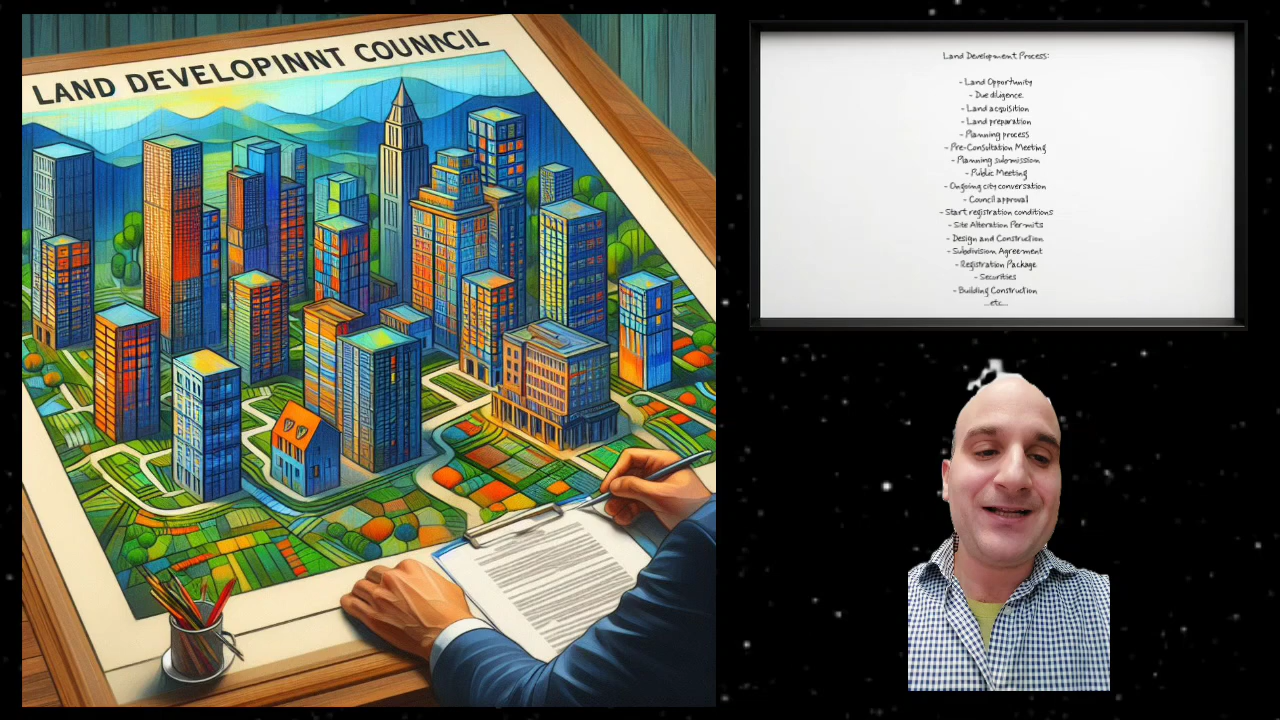 LAND DEVELOPINNT COUNNCIL
Land Development Process:
- Land Opportunity
- Due diligence
- Land acquisition
- Land preparation
- Planning process
- Pre-Consultation Meeting
- Planning submission
- Public Meeting
- Ongoing city conversation
- Council approval
- Start registration conditions
- Site Alteration Permits
- Design and Construction
- Subdivision Agreement
- Registration Package
- Securities
- Building Construction
...etc...